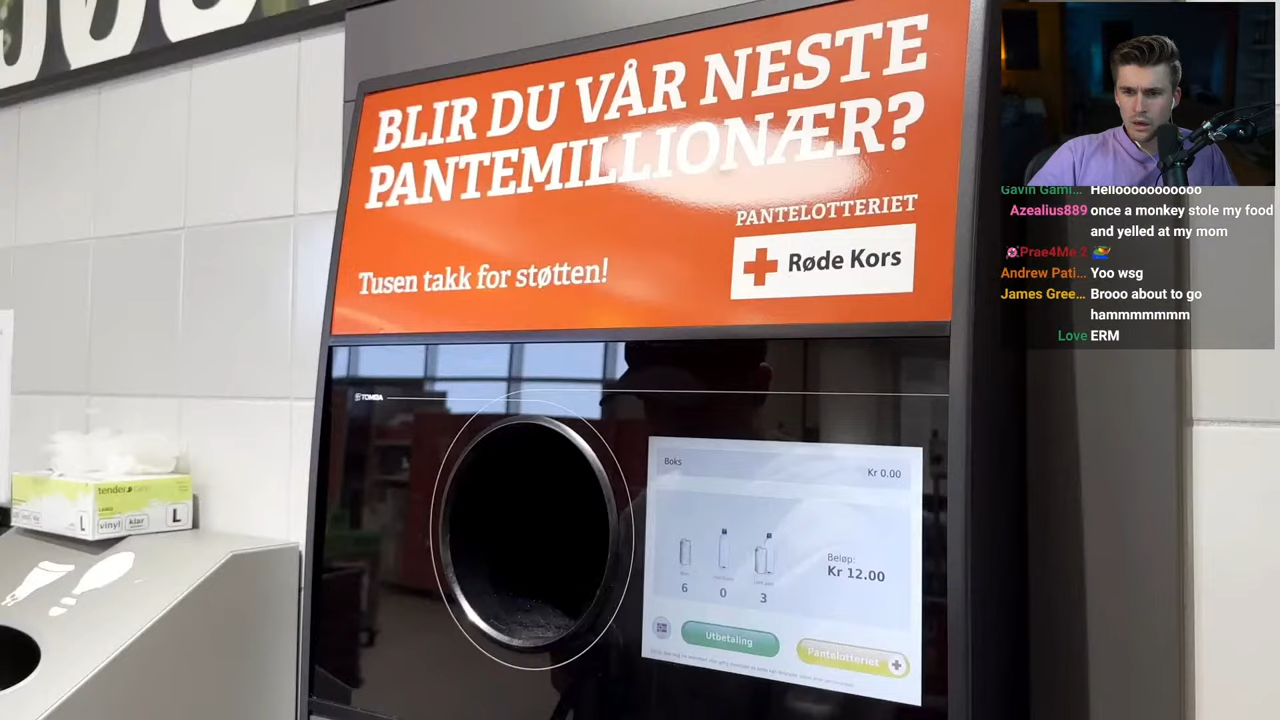 BLIR DU VÅR NESTE
PANTEMILLIONÆR?
PANTELOTTERIET
Røde Kors
Tusen takk for støtten!
TOMRA
Boks
Kr 0.00
Beløp:
Kr 12.00
6
0
3
Utbetaling
Pantelotteriet
tender
L
vinyl
klar
L
Gavin Gami... Hellooooooooooo
Azealius889 once a monkey stole my food
and yelled at my mom
Prae4Me 2
Andrew Pati... Yoo wsg
James Gree... Brooo about to go
hammmmmmm
Love ERM